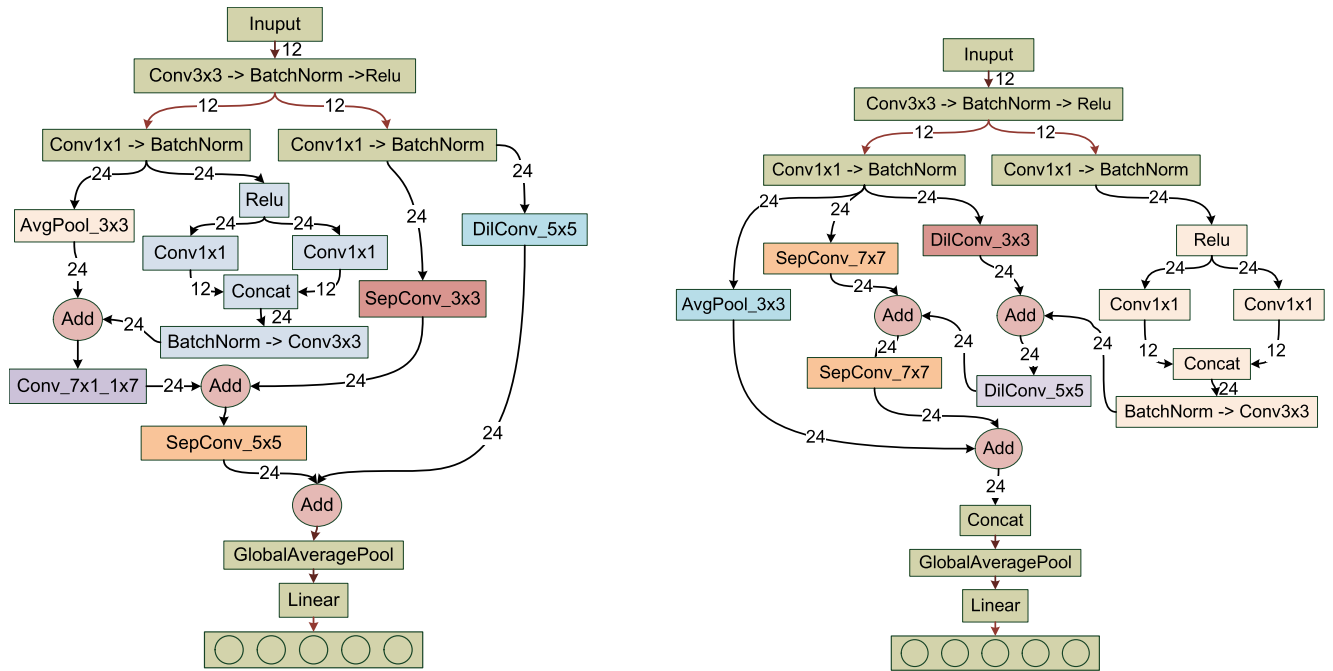 Inuput
12
Conv3x3 -> BatchNorm ->Relu
12
12
Conv1x1 -> BatchNorm
Conv1x1 -> BatchNorm
24
24
24
Relu
AvgPool_3x3
24
24
24
DilConv_5x5
Conv1x1
Conv1x1
24
12
Concat
12
SepConv_3x3
24
Add
24
BatchNorm -> Conv3x3
Conv_7x1_1x7
24
Add
24
SepConv_5x5
24
24
Add
GlobalAveragePool
Linear
Inuput
12
Conv3x3 -> BatchNorm -> Relu
12
12
Conv1x1 -> BatchNorm
Conv1x1 -> BatchNorm
24
24
24
24
SepConv_7x7
DilConv_3x3
Relu
24
24
24
24
AvgPool_3x3
Conv1x1
Conv1x1
Add
Add
24
24
24
24
12
12
SepConv_7x7
DilConv_5x5
Concat
24
BatchNorm -> Conv3x3
24
24
Add
24
Concat
GlobalAveragePool
Linear